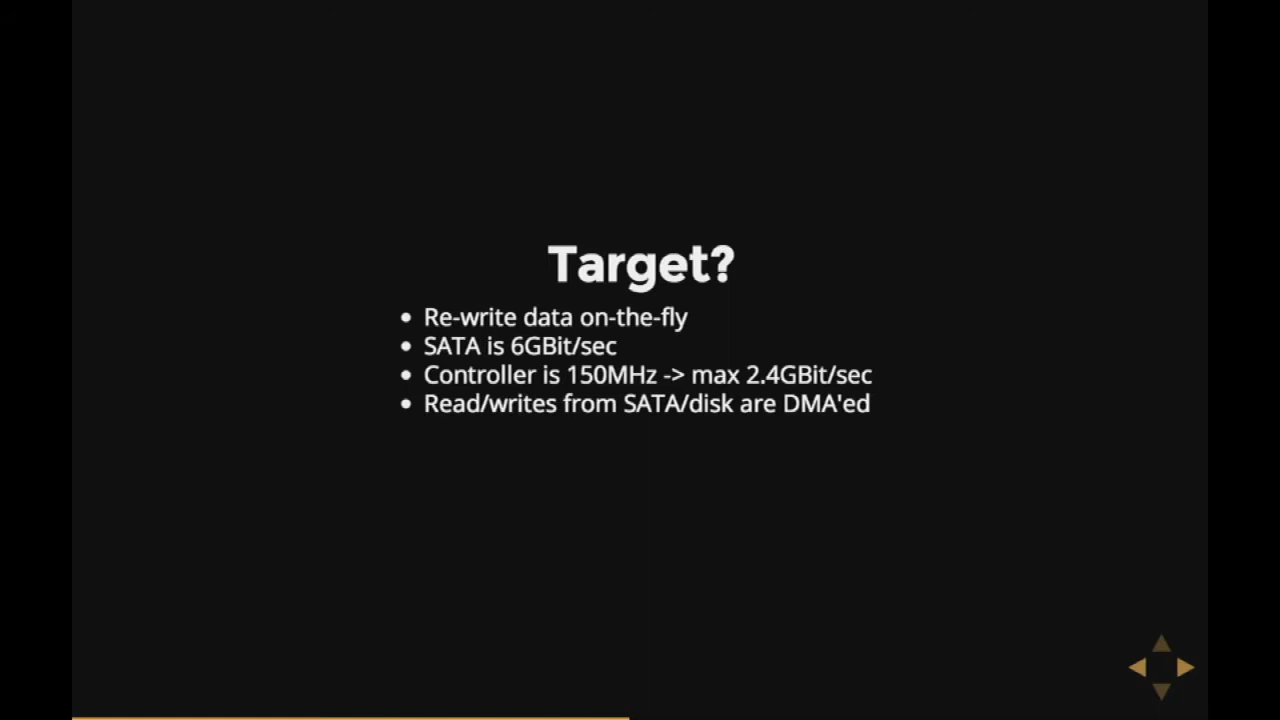 Target?
Re-write data on-the-fly
SATA is 6GBit/sec
Controller is 150MHz -> max 2.4GBit/sec
Read/writes from SATA/disk are DMA'ed